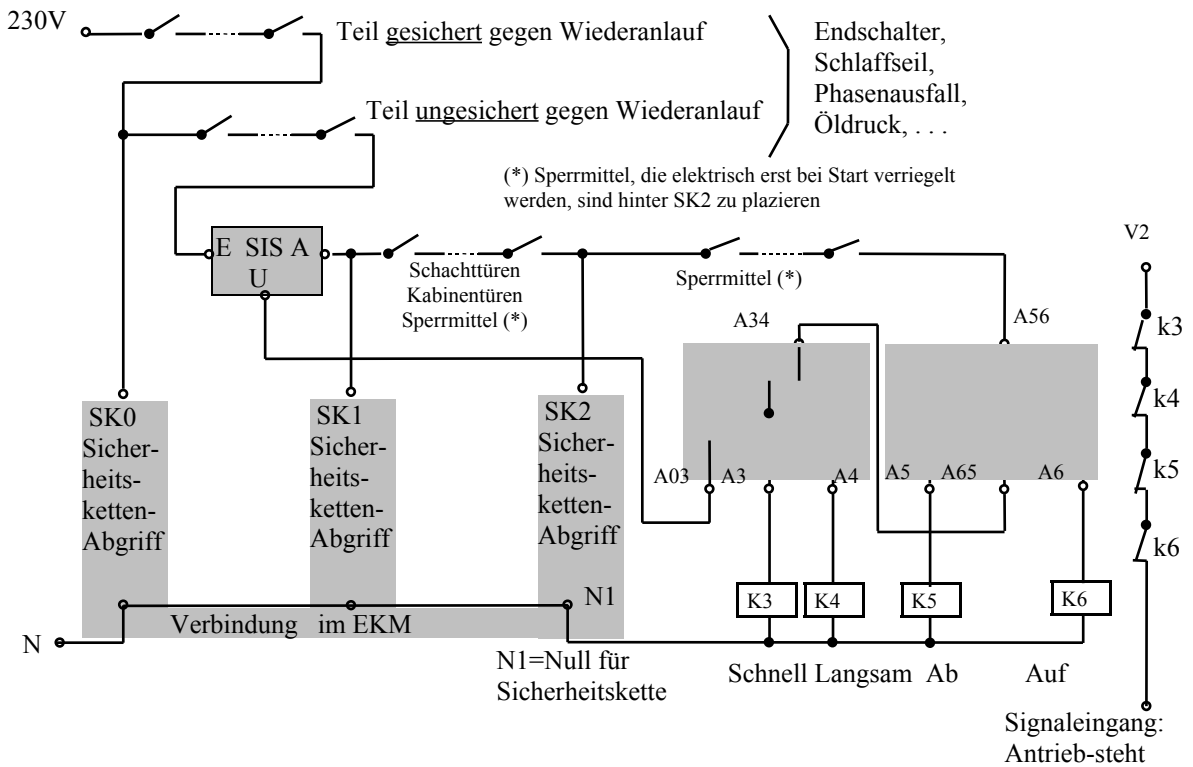 230V
Teil gesichert gegen Wiederanlauf
Endschalter,
Schlaffseil,
Phasenausfall,
Öldruck, . . .
Teil ungesichert gegen Wiederanlauf
(*) Sperrmittel, die elektrisch erst bei Start verriegelt
werden, sind hinter SK2 zu plazieren
E SIS A
U
Schachttüren
Kabinentüren
Sperrmittel (*)
Sperrmittel (*)
V2
A34
A56
k3
k4
k5
k6
SK0
Sicher-
heits-
ketten-
Abgriff
SK1
Sicher-
heits-
ketten-
Abgriff
SK2
Sicher-
heits-
ketten-
Abgriff
A03
A3
A4
A5
A65
A6
K3
K4
K5
K6
N1
N
Verbindung im EKM
N1=Null für
Sicherheitskette
Schnell Langsam Ab Auf
Signaleingang:
Antrieb-steht